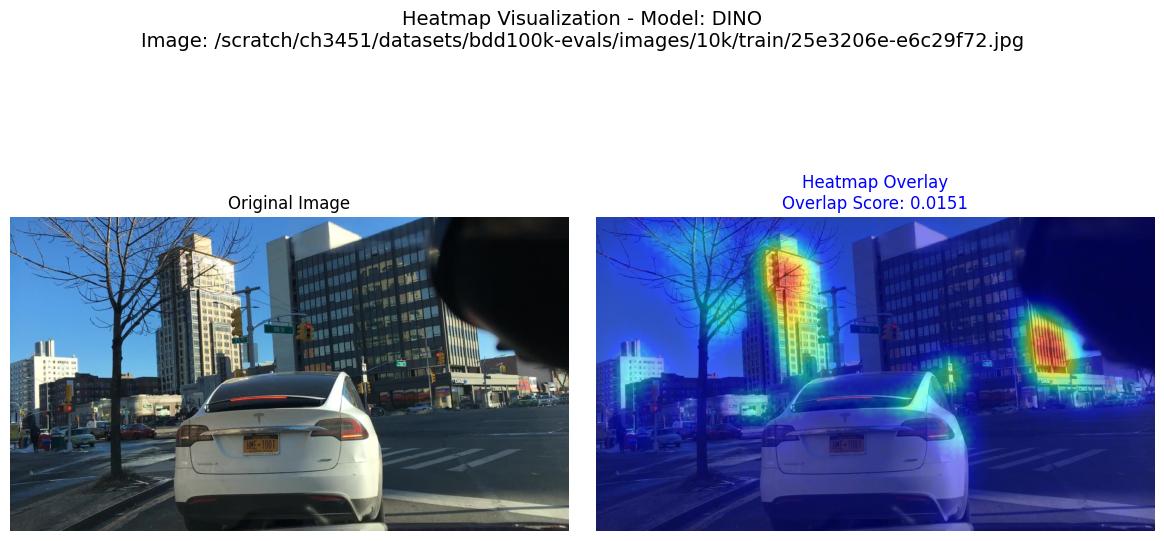 Heatmap Visualization - Model: DINO
Image: /scratch/ch3451/datasets/bdd100k-evals/images/10k/train/25e3206e-e6c29f72.jpg
Original Image
Heatmap Overlay
Overlap Score: 0.0151